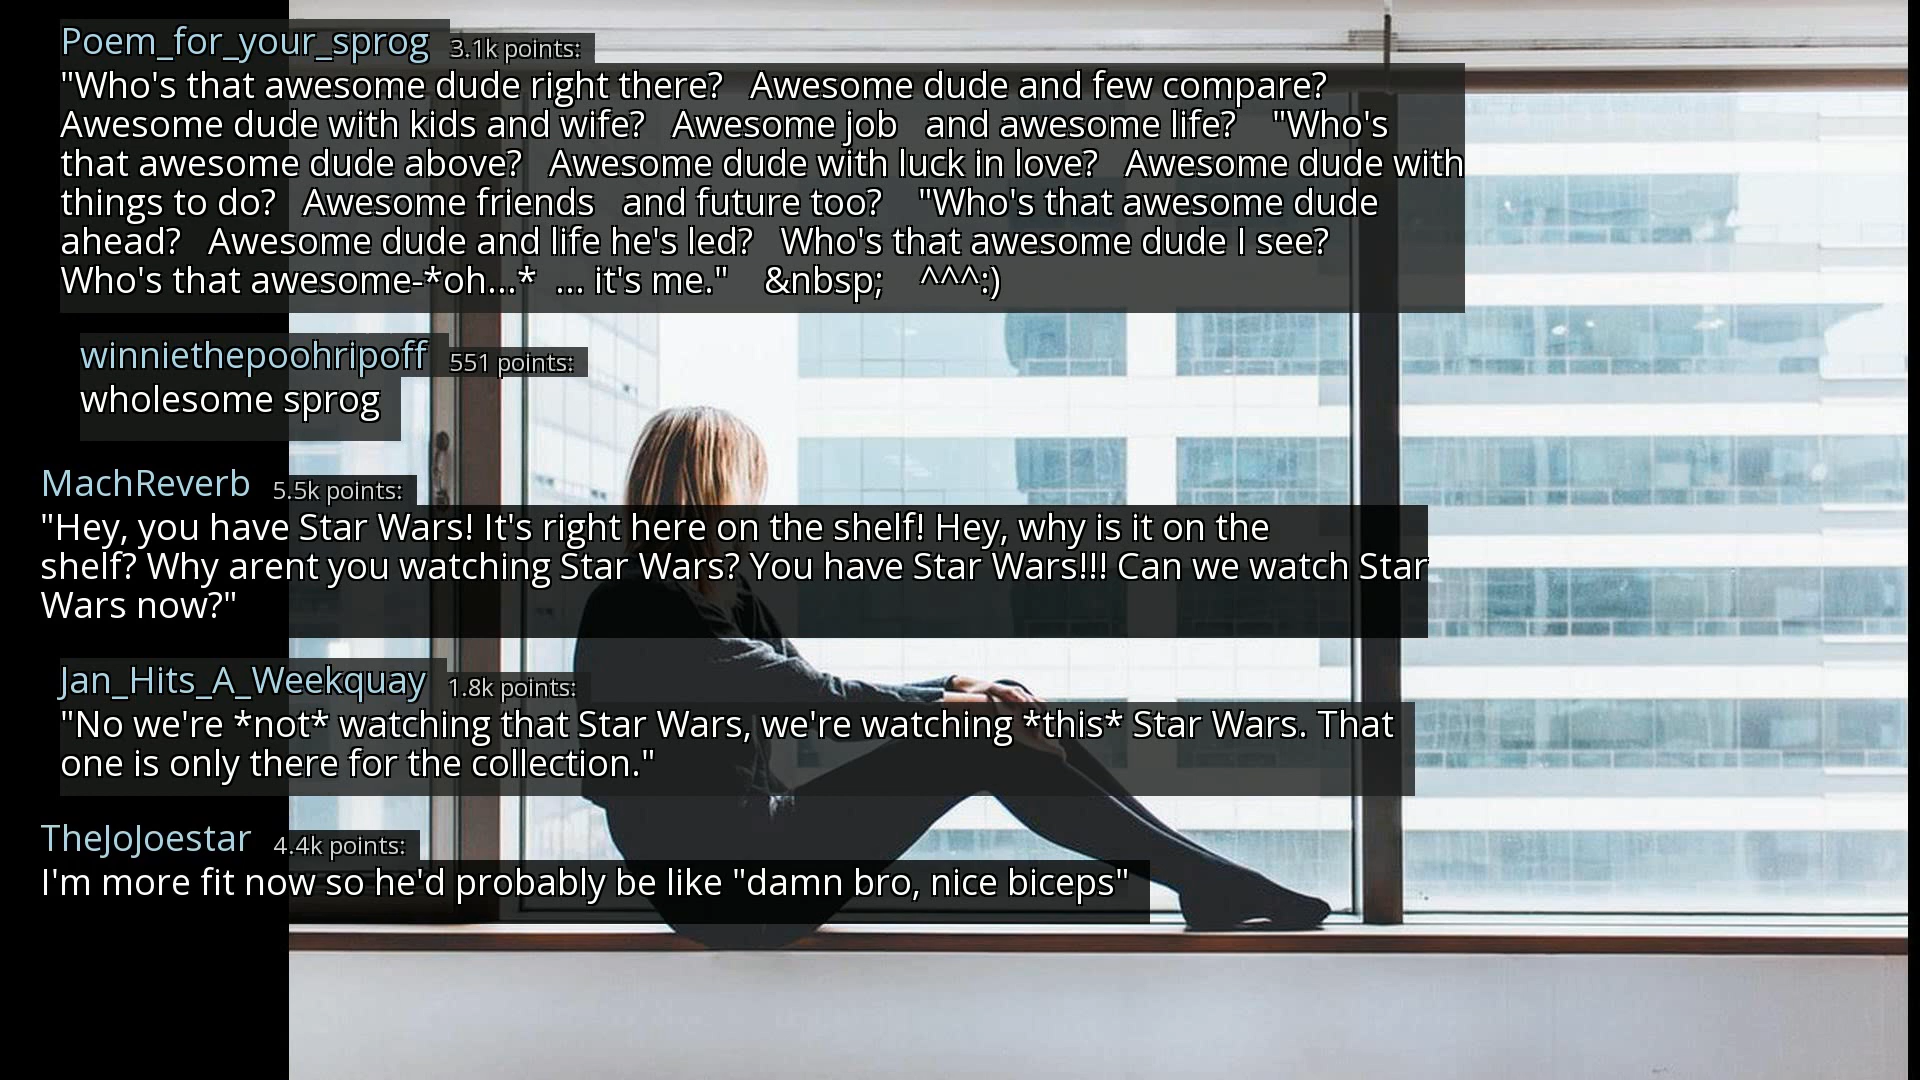 Poem_for_your_sprog 3.1k points:
"Who's that awesome dude right there?   Awesome dude and few compare?
Awesome dude with kids and wife?   Awesome job   and awesome life?    "Who's
that awesome dude above?   Awesome dude with luck in love?   Awesome dude with
things to do?   Awesome friends   and future too?    "Who's that awesome dude
ahead?   Awesome dude and life he's led?   Who's that awesome dude I see?
Who's that awesome-*oh...*  ... it's me."    &nbsp;    ^^^:)
winniethepoohripoff 551 points:
wholesome sprog
MachReverb 5.5k points:
"Hey, you have Star Wars! It's right here on the shelf! Hey, why is it on the
shelf? Why arent you watching Star Wars? You have Star Wars!!! Can we watch Star
Wars now?"
Jan_Hits_A_Weekquay 1.8k points:
"No we're *not* watching that Star Wars, we're watching *this* Star Wars. That
one is only there for the collection."
TheJoJoestar 4.4k points:
I'm more fit now so he'd probably be like "damn bro, nice biceps"